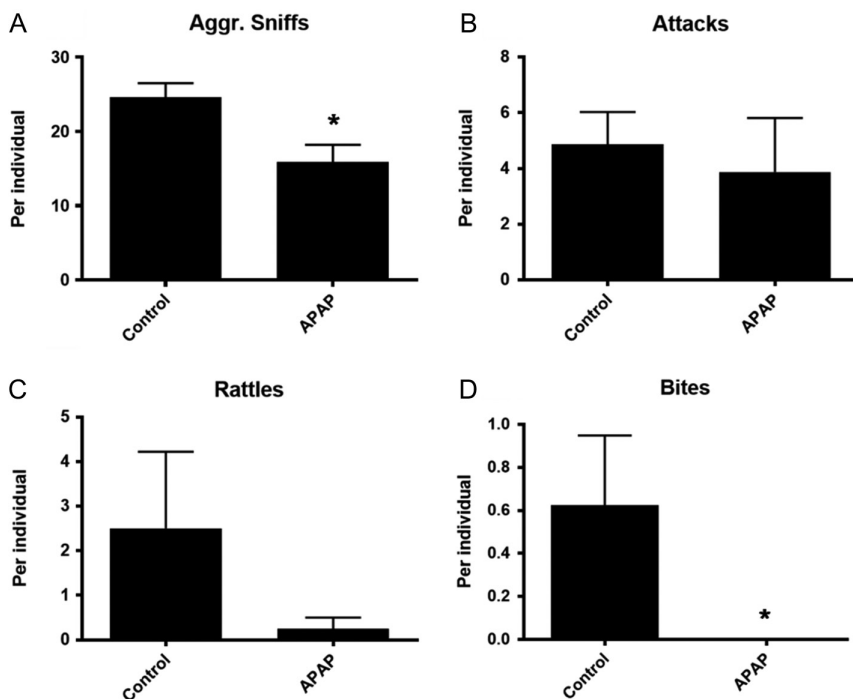 A
Aggr. Sniffs
Per individual
30
20
10
0
*
Control
APAP
B
Attacks
Per individual
8
6
4
2
0
Control
APAP
C
Rattles
Per individual
5
4
3
2
1
0
Control
APAP
D
Bites
Per individual
1.0
0.8
0.6
0.4
0.2
0.0
*
Control
APAP